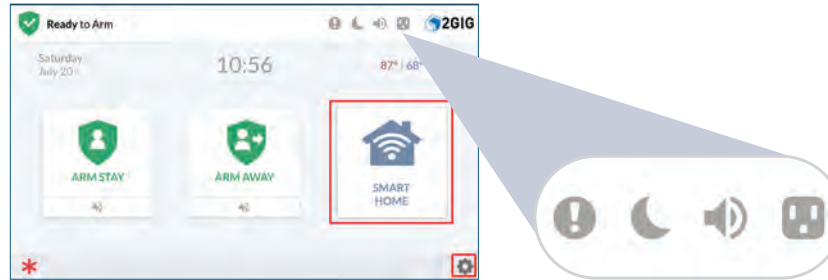 Ready to Arm
2GIG
Saturday
July 20
10:56
87° 68°
ARM STAY
ARM AWAY
SMART
HOME